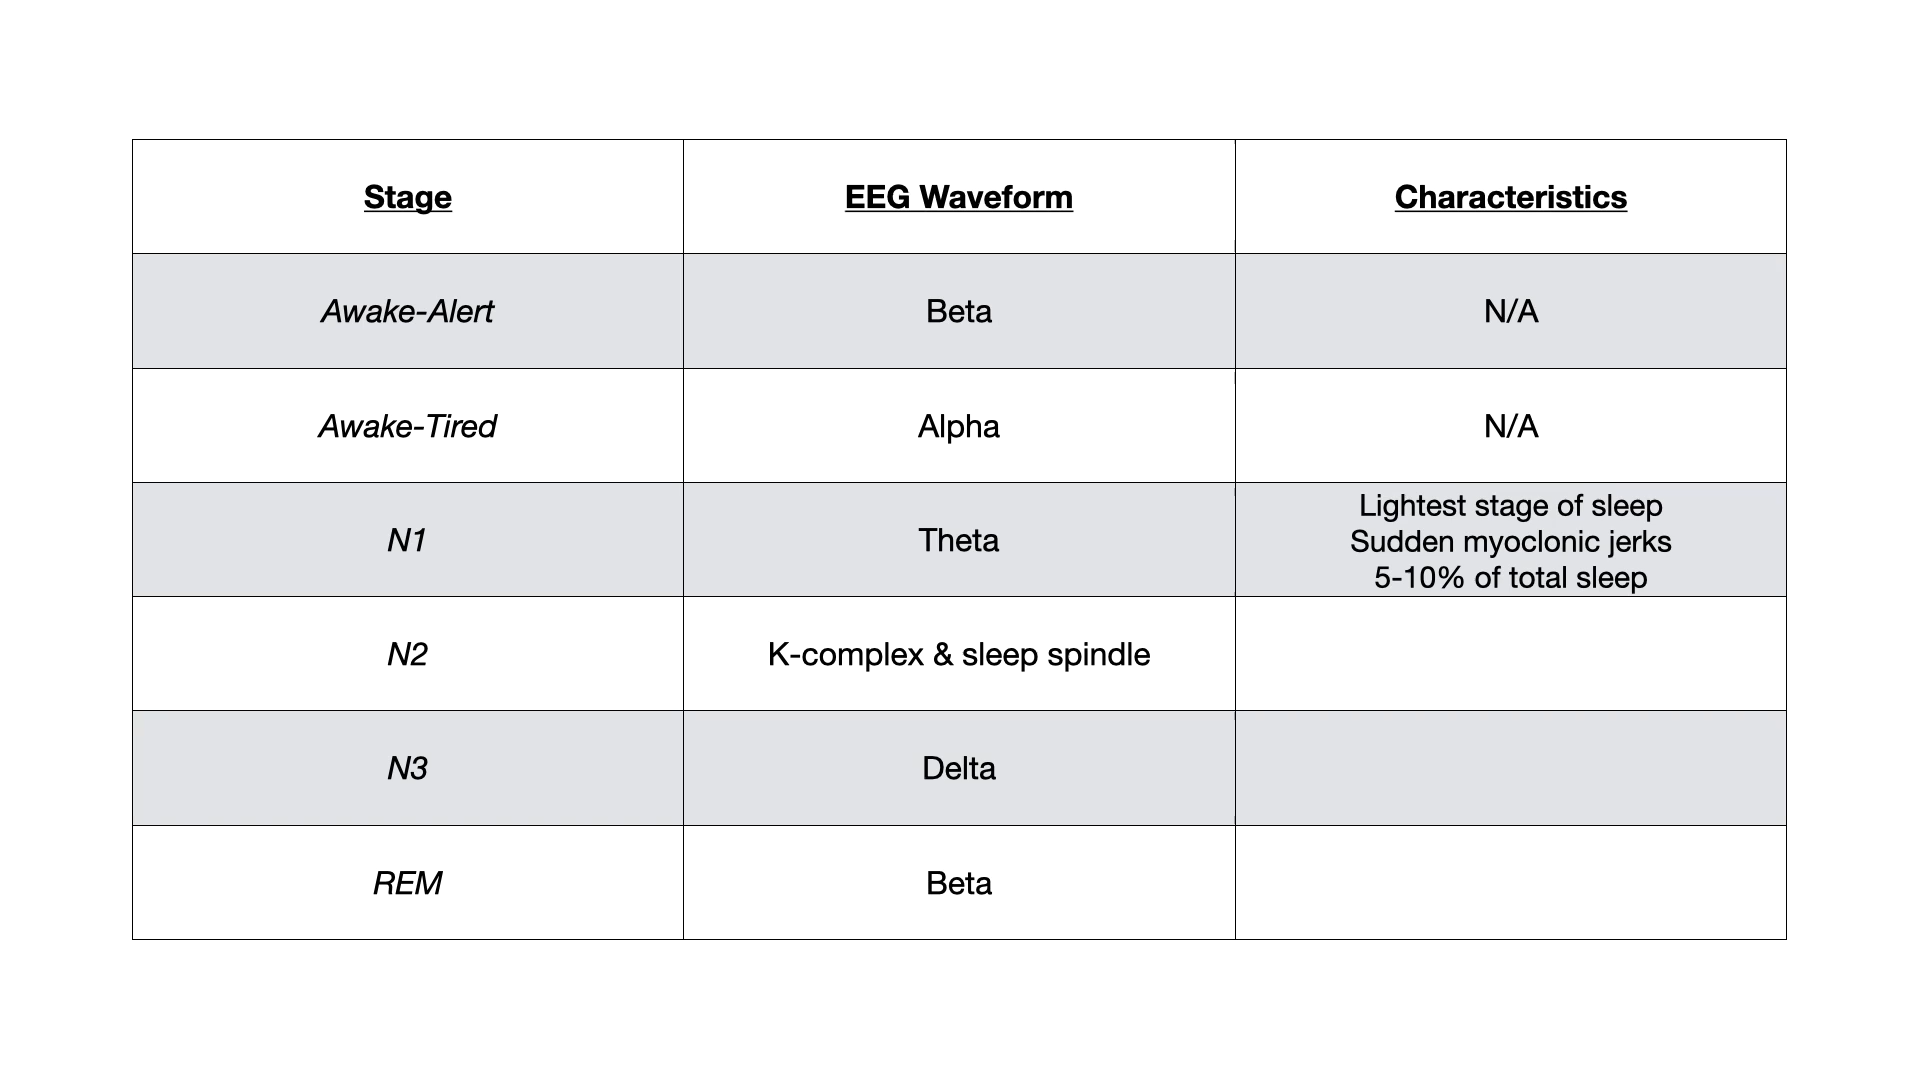 Stage
EEG Waveform
Characteristics
Awake-Alert
Beta
N/A
Awake-Tired
Alpha
N/A
N1
Theta
Lightest stage of sleep
Sudden myoclonic jerks
5-10% of total sleep
N2
K-complex & sleep spindle
N3
Delta
REM
Beta